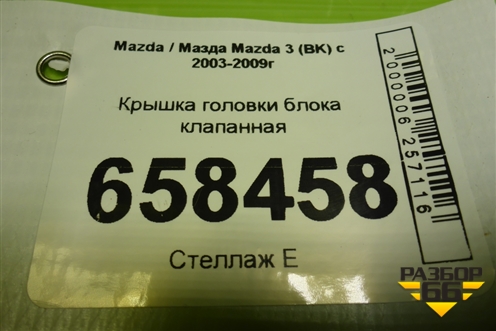 Mazda / Мазда Mazda 3 (BK) с
2003-2009г
Крышка головки блока
клапанная
658458
Стеллаж Е
2000006257116
РАЗБОР
66